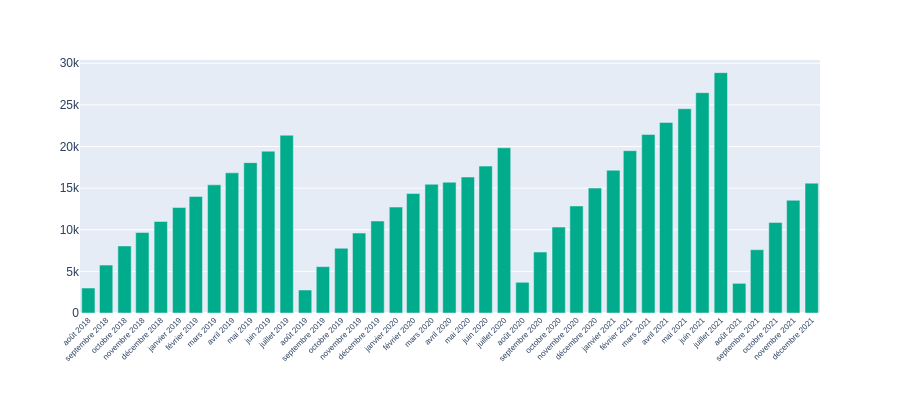 30k
25k
20k
15k
10k
5k
0
août 2018
septembre 2018
octobre 2018
novembre 2018
décembre 2018
janvier 2019
février 2019
mars 2019
avril 2019
mai 2019
juin 2019
juillet 2019
août 2019
septembre 2019
octobre 2019
novembre 2019
décembre 2019
janvier 2020
février 2020
mars 2020
avril 2020
mai 2020
juin 2020
juillet 2020
août 2020
septembre 2020
octobre 2020
novembre 2020
décembre 2020
janvier 2021
février 2021
mars 2021
avril 2021
mai 2021
juin 2021
juillet 2021
août 2021
septembre 2021
octobre 2021
novembre 2021
décembre 2021